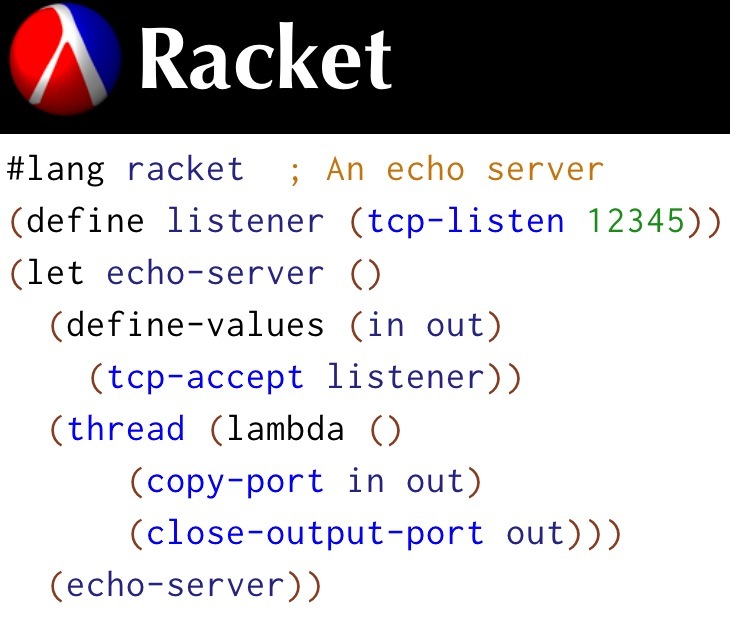 Racket
#lang racket  ; An echo server
(define listener (tcp-listen 12345))
(let echo-server ()
  (define-values (in out)
    (tcp-accept listener))
  (thread (lambda ()
      (copy-port in out)
      (close-output-port out)))
  (echo-server))